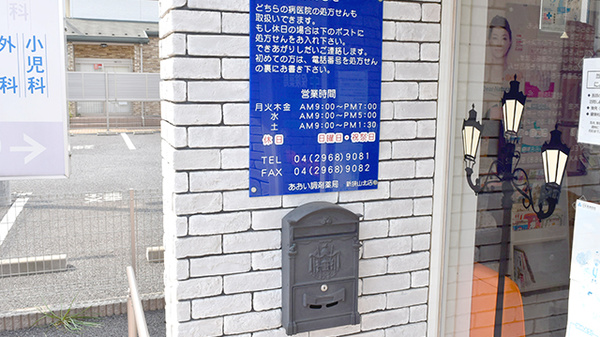 どちらの病医院の処方せんも
取扱いできます。
もし休日の場合は下のポストに
処方せんをお入れ下さい。
できあがりしだいご連絡します。
初めての方は、電話番号を処方せん
の裏にお書き下さい。
営業時間
月火木金 AM9:00〜PM7:00
水 AM9:00〜PM5:00
土 AM9:00〜PM1:30
休日 日曜日・祝祭日
TEL 04(2968)9081
FAX 04(2968)9082
あおい調剤薬局 新狭山北店
小児科
外科
科